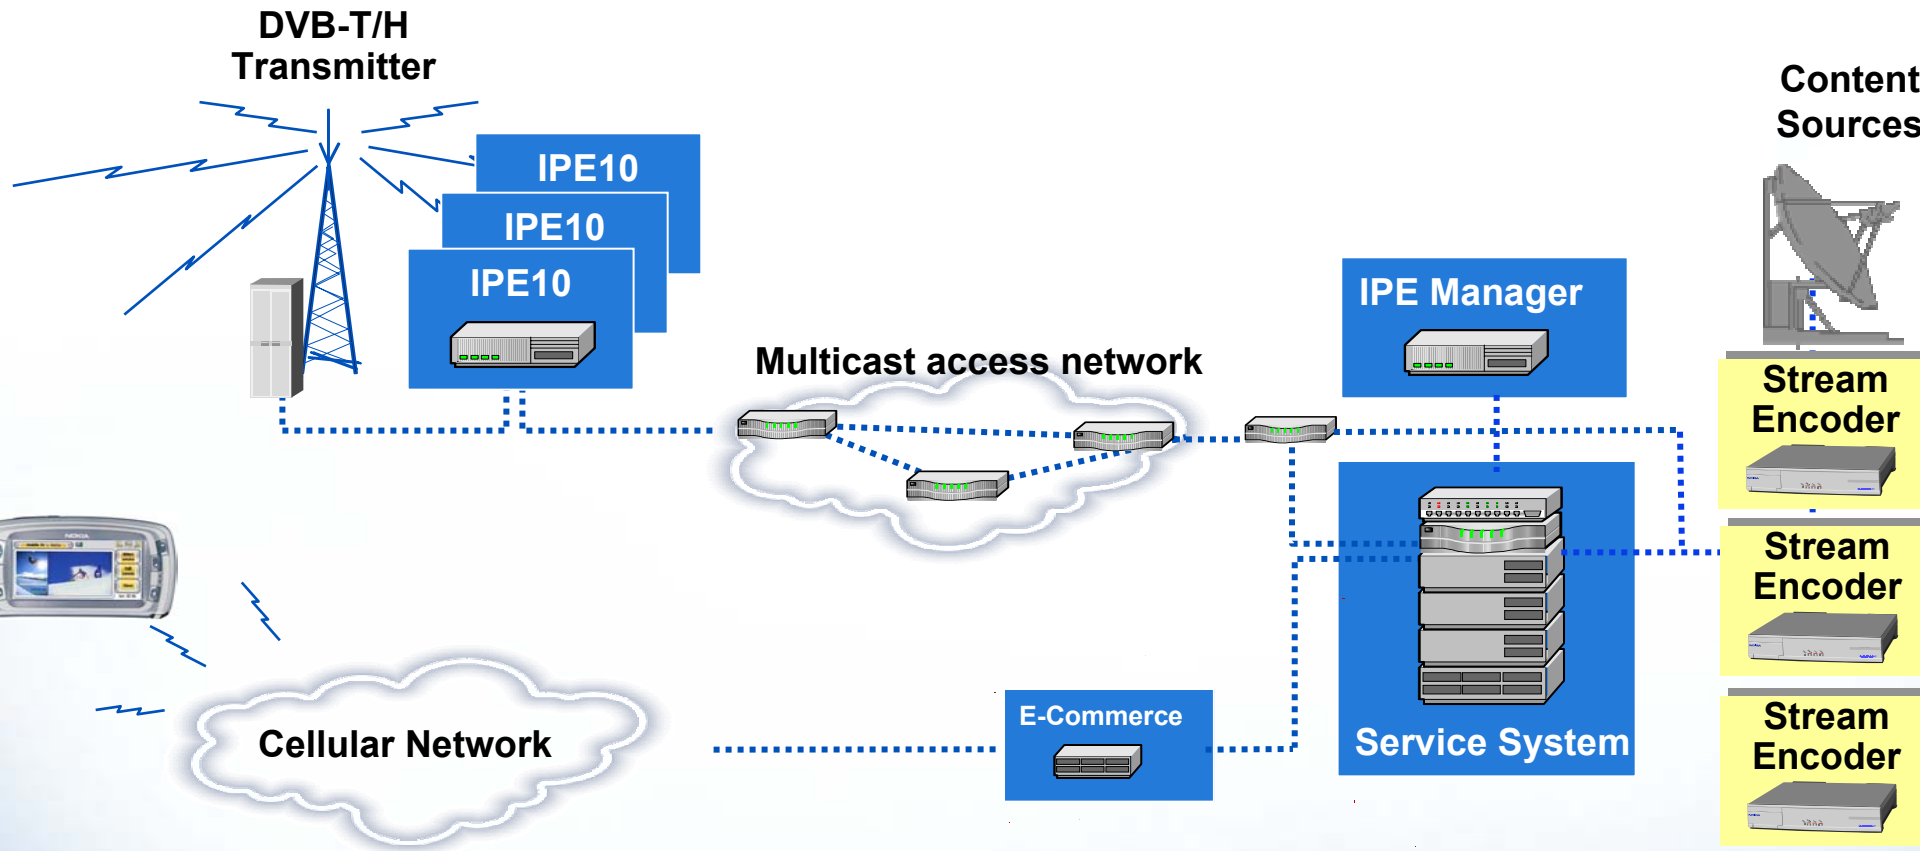 DVB-T/H
Transmitter
Content
Sources
IPE10
IPE10
IPE10
IPE Manager
Multicast access network
Stream
Encoder
Stream
Encoder
NOKIA
E-Commerce
Cellular Network
Service System
Stream
Encoder